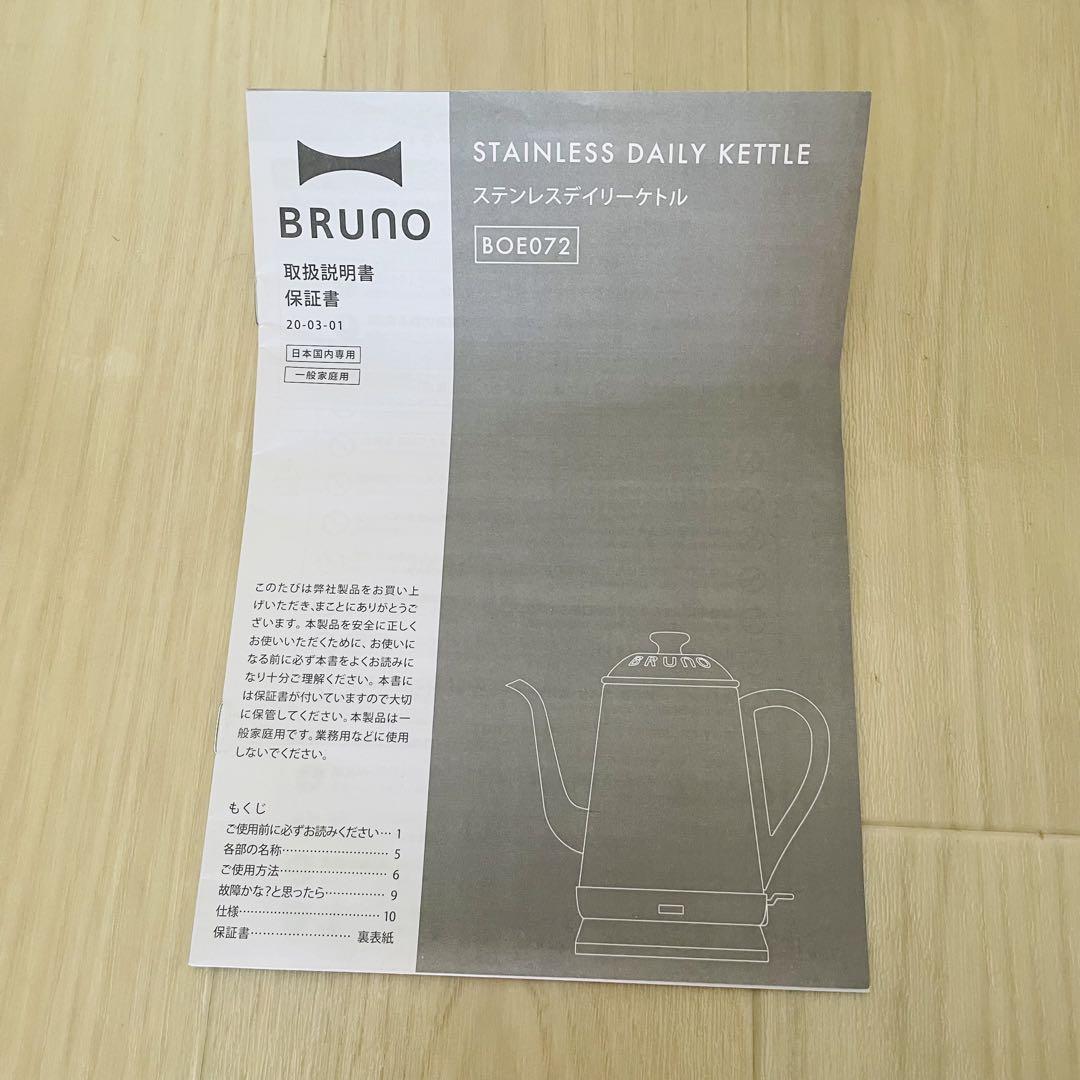 BRUNO
取扱説明書
保証書
20-03-01
日本国内専用
一般家庭用
STAINLESS DAILY KETTLE
ステンレスデイリーケトル
BOE072
このたびは弊社製品をお買い上
げいただき、まことにありがとうご
ざいます。本製品を安全に正しく
お使いいただくために、お使いに
なる前に必ず本書をよくお読みに
なり十分ご理解ください。本書に
は保証書が付いていますので大切
に保管してください。本製品は一
般家庭用です。業務用などに使用
しないでください。
もくじ
ご使用前に必ずお読みください… 1
各部の名称……………………… 5
ご使用方法……………………… 6
故障かな?と思ったら…………… 9
仕様……………………………… 10
保証書…………………… 裏表紙
BRUNO